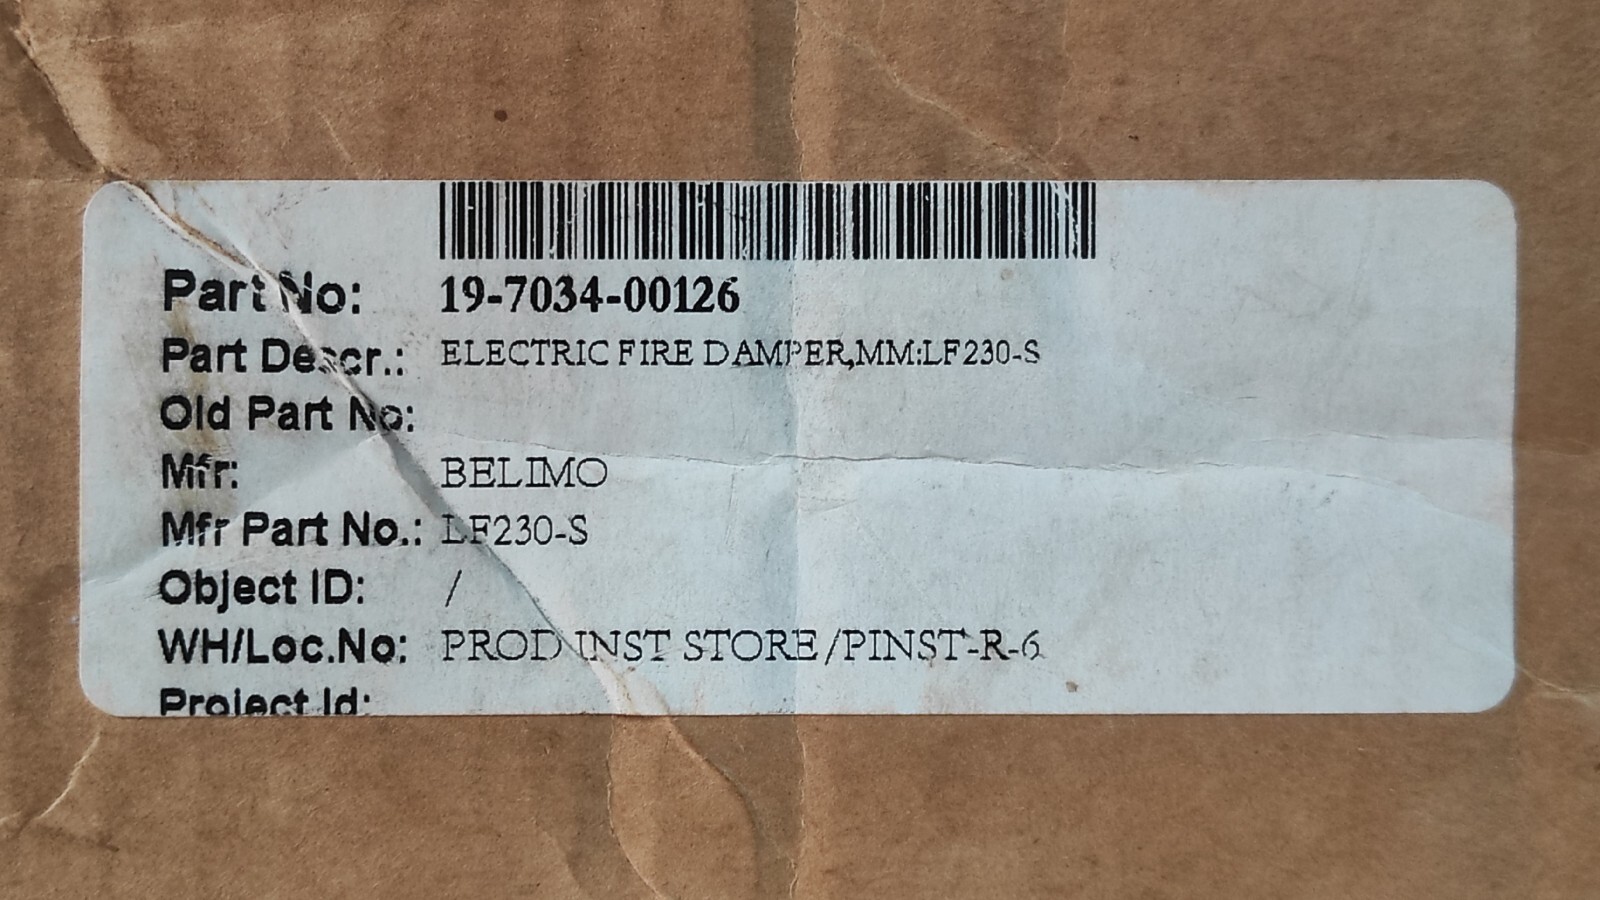 Part No: 19-7034-00126
Part Descr.: ELECTRIC FIRE DAMPER,MM:LF230-S
Old Part No:
Mfr: BELIMO
Mfr Part No.: LF230-S
Object ID: /
WH/Loc.No: PROD INST STORE/PINST-R-6
Project Id: